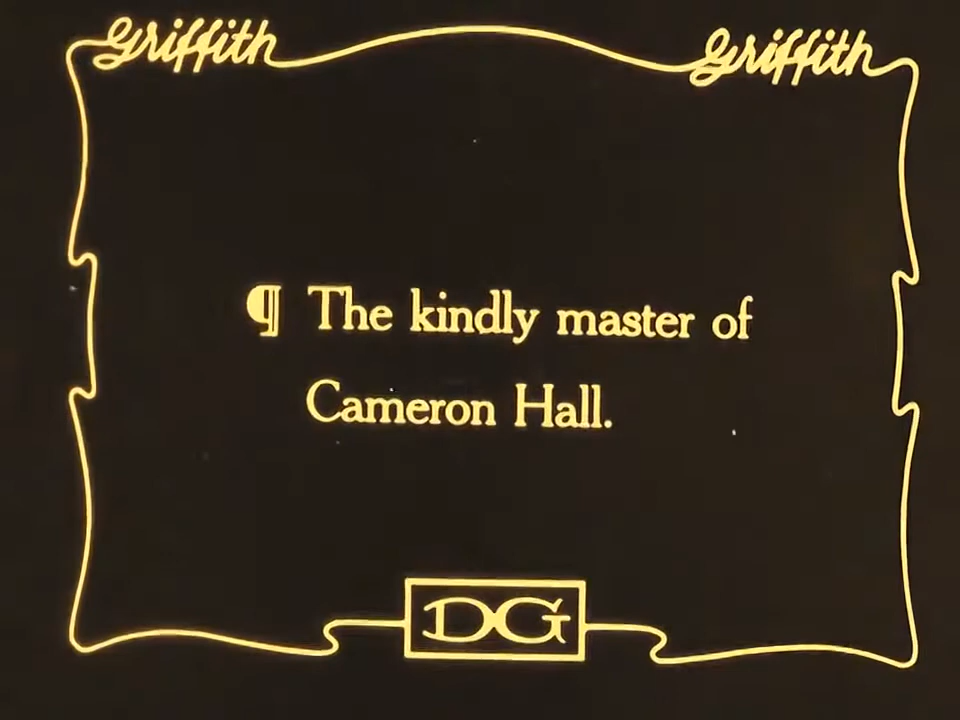 Griffith Griffith
¶ The kindly master of
Cameron Hall.
DG